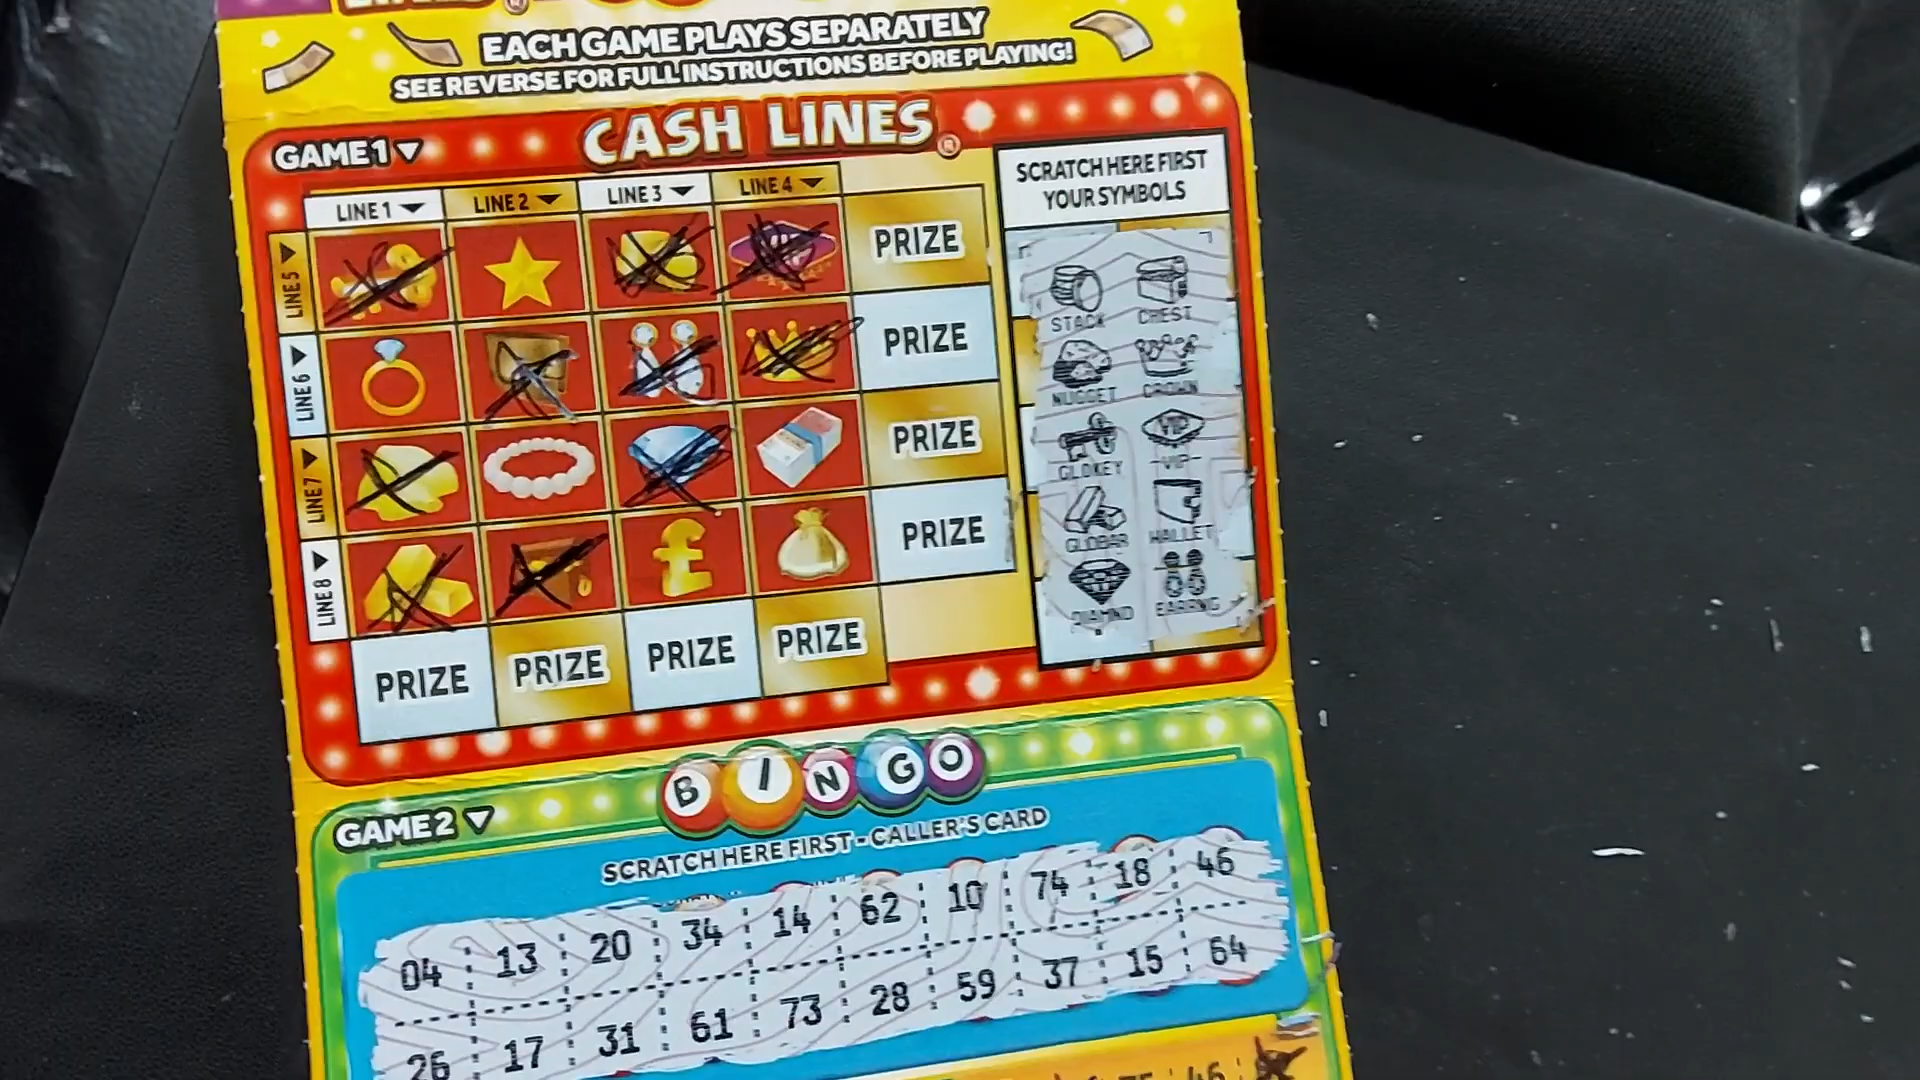 EACH GAME PLAYS SEPARATELY
SEE REVERSE FOR FULL INSTRUCTIONS BEFORE PLAYING!
GAME 1
CASH LINES
SCRATCH HERE FIRST
YOUR SYMBOLS
LINE 1
LINE 2
LINE 3
LINE 4
LINE 5
PRIZE
LINE 6
PRIZE
LINE 7
PRIZE
LINE 8
PRIZE
PRIZE PRIZE PRIZE PRIZE
STACK CHEST
NUGGET CROWN
GLDKEY VIP
GLDBAR WALLET
DIAMND EARRNG
GAME 2
BINGO
SCRATCH HERE FIRST - CALLER'S CARD
04 13 20 34 14 62 10 74 18 46
26 17 31 61 73 28 59 37 15 64
46